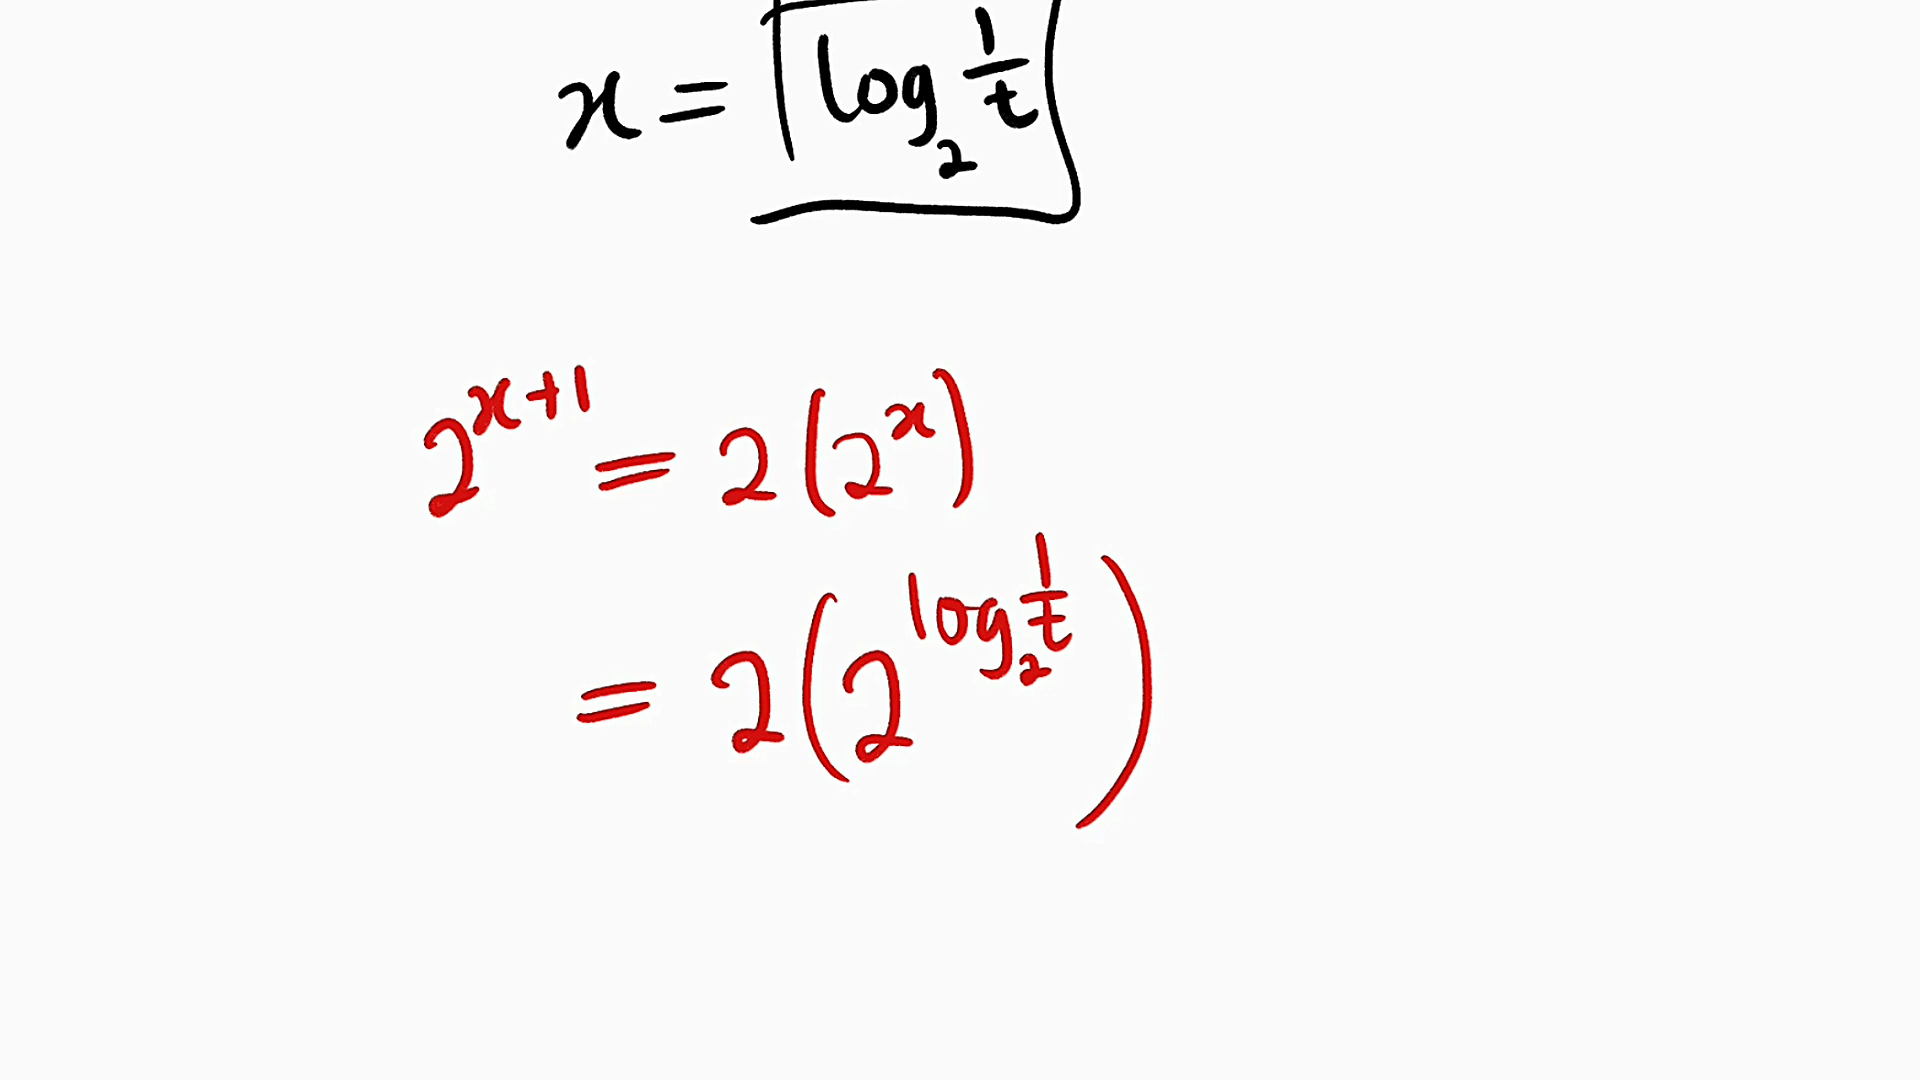 x = log₂ 1/t
2^(x+1) = 2(2^x)
= 2(2^(log₂ 1/t))